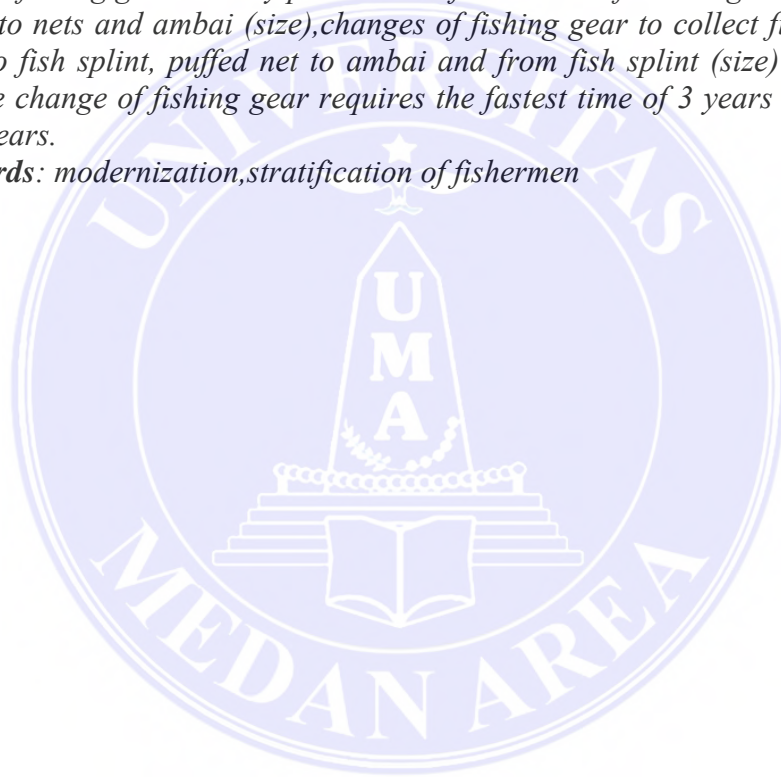 to nets and ambai (size),changes of fishing gear to collect fi
o fish splint, puffed net to ambai and from fish splint (size)
e change of fishing gear requires the fastest time of 3 years
ears.
rds: modernization,stratification of fishermen
UNIVERSITAS
UMA
MEDAN AREA